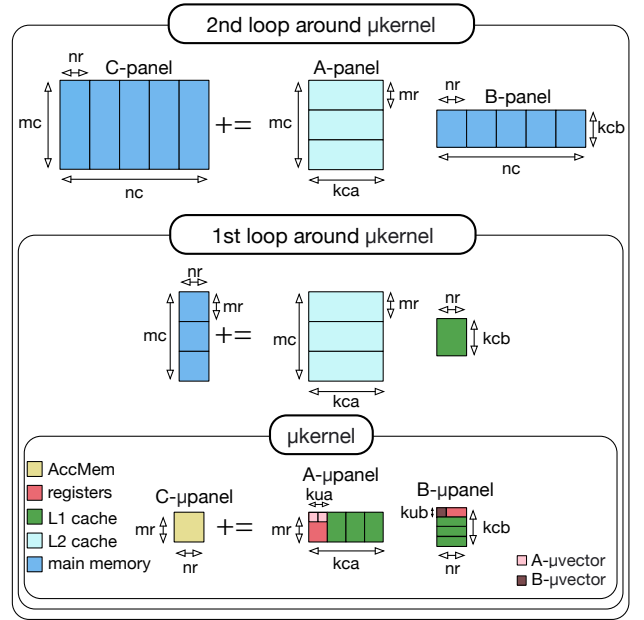 2nd loop around μkernel
nr
C-panel
mc
nc
+=
A-panel
mr
mc
kca
B-panel
nr
kcb
nc
1st loop around μkernel
nr
mr
mc
+=
mr
mc
kca
nr
kcb
μkernel
AccMem
registers
L1 cache
L2 cache
main memory
C-μpanel
mr
nr
+=
A-μpanel
kua
mr
kca
B-μpanel
kub
kcb
nr
A-μvector
B-μvector